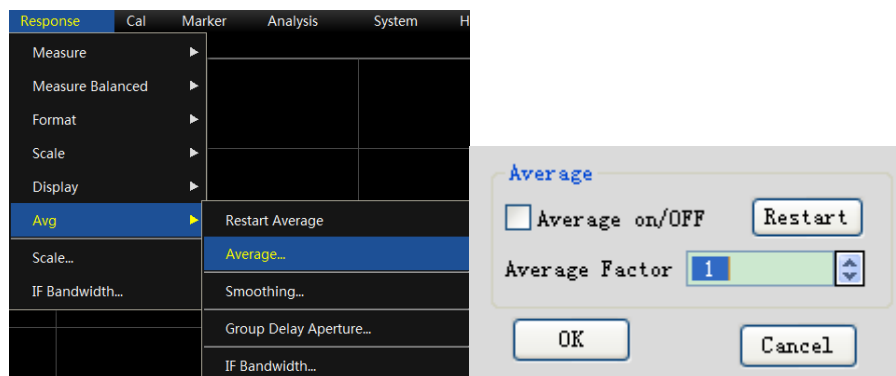 Response Cal Marker Analysis System H
Measure
Measure Balanced
Format
Scale
Display
Avg
Scale...
IF Bandwidth...
Restart Average
Average...
Smoothing...
Group Delay Aperture...
IF Bandwidth...
Average
Average on/OFF Restart
Average Factor 1
OK Cancel